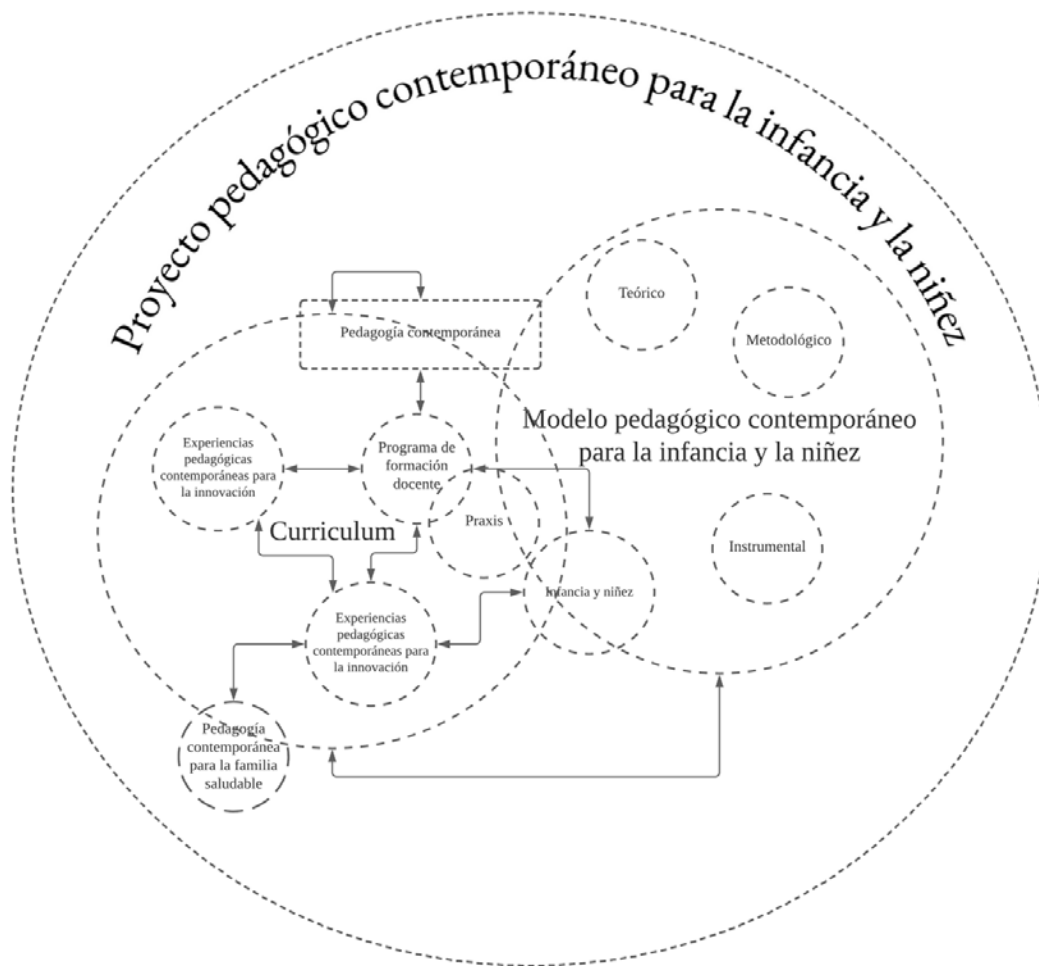 Proyecto pedagógico contemporáneo para la infancia y la niñez
Teórico
Pedagogía contemporánea
Metodológico
Modelo pedagógico contemporáneo
para la infancia y la niñez
Experiencias
pedagógicas
contemporáneas para
la innovación
Programa de
formación
docente
Praxis
Curriculum
Instrumental
Infancia y niñez
Experiencias
pedagógicas
contemporáneas para
la innovación
Pedagogía
contemporánea
para la familia
saludable